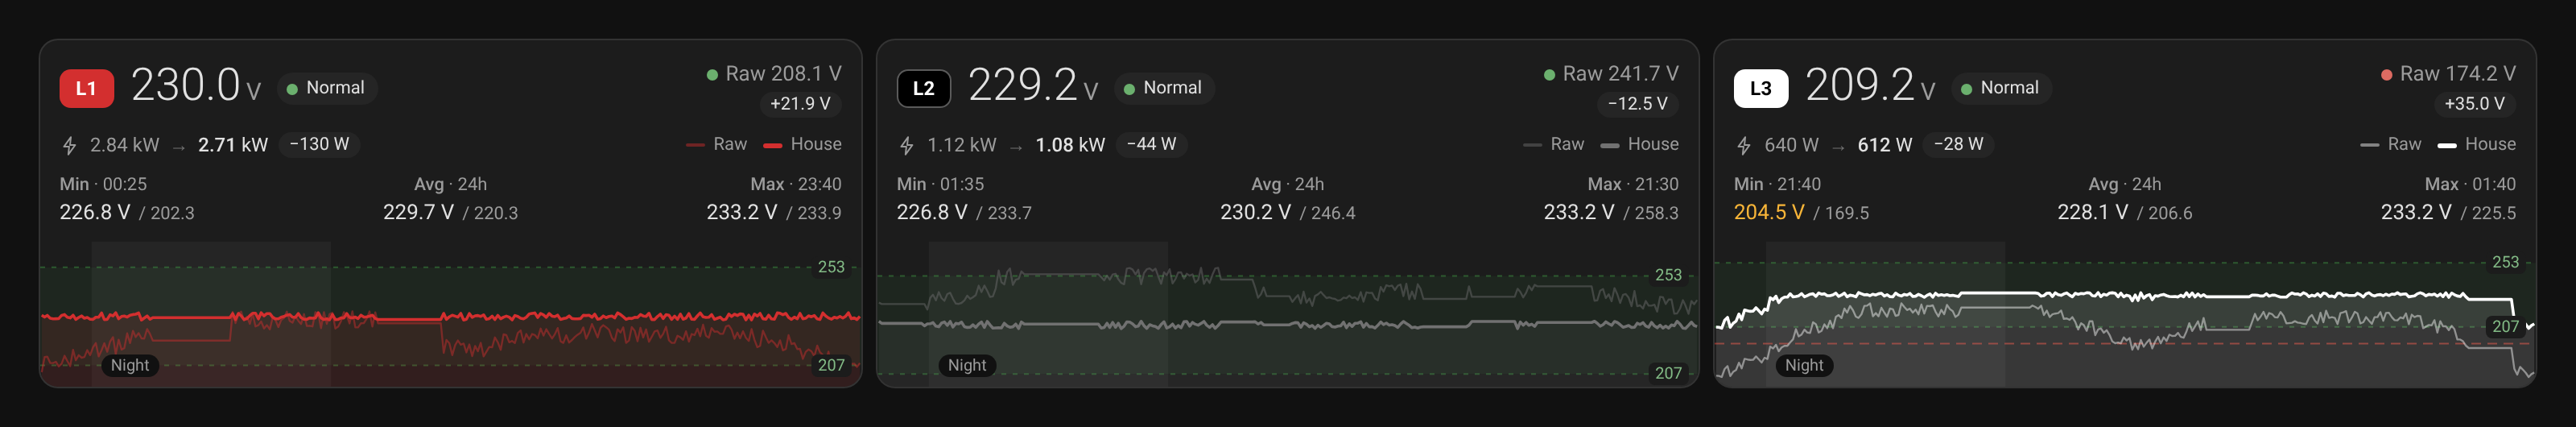 L1 230.0 V Normal Raw 208.1 V
+21.9 V
2.84 kW → 2.71 kW −130 W Raw House
Min · 00:25 Avg · 24h Max · 23:40
226.8 V / 202.3 229.7 V / 220.3 233.2 V / 233.9
253
Night 207
L2 229.2 V Normal Raw 241.7 V
−12.5 V
1.12 kW → 1.08 kW −44 W Raw House
Min · 01:35 Avg · 24h Max · 21:30
226.8 V / 233.7 230.2 V / 246.4 233.2 V / 258.3
253
Night 207
L3 209.2 V Normal Raw 174.2 V
+35.0 V
640 W → 612 W −28 W Raw House
Min · 21:40 Avg · 24h Max · 01:40
204.5 V / 169.5 228.1 V / 206.6 233.2 V / 225.5
253
207
Night